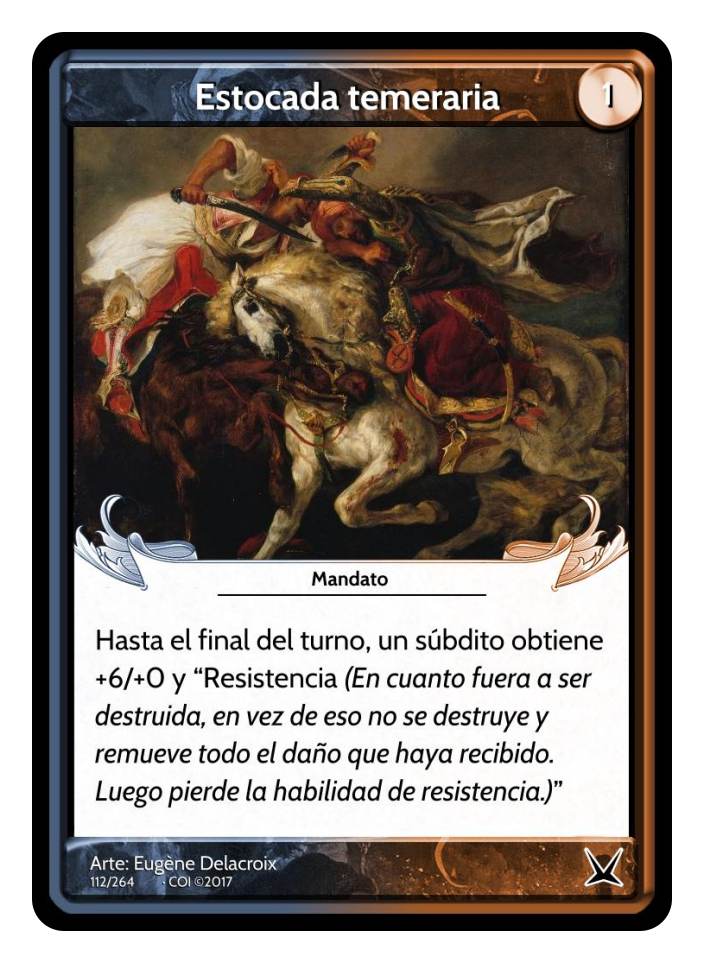 Estocada temeraria
1
Mandato
Hasta el final del turno, un súbdito obtiene
+6/+0 y “Resistencia (En cuanto fuera a ser
destruida, en vez de eso no se destruye y
remueve todo el daño que haya recibido.
Luego pierde la habilidad de resistencia.)”
Arte: Eugène Delacroix
112/264 · COI ©2017